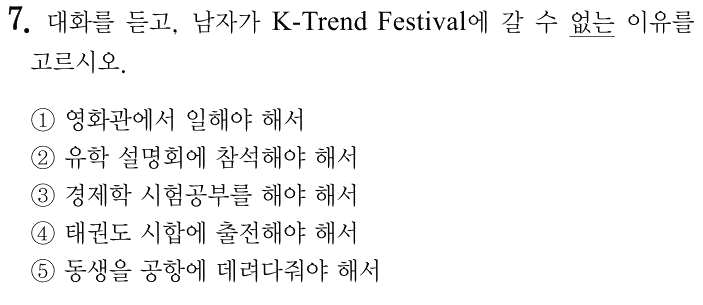 7. 대화를 듣고, 남자가 K-Trend Festival에 갈 수 없는 이유를
고르시오.
① 영화관에서 일해야 해서
② 유학 설명회에 참석해야 해서
③ 경제학 시험공부를 해야 해서
④ 태권도 시합에 출전해야 해서
⑤ 동생을 공항에 데려다줘야 해서